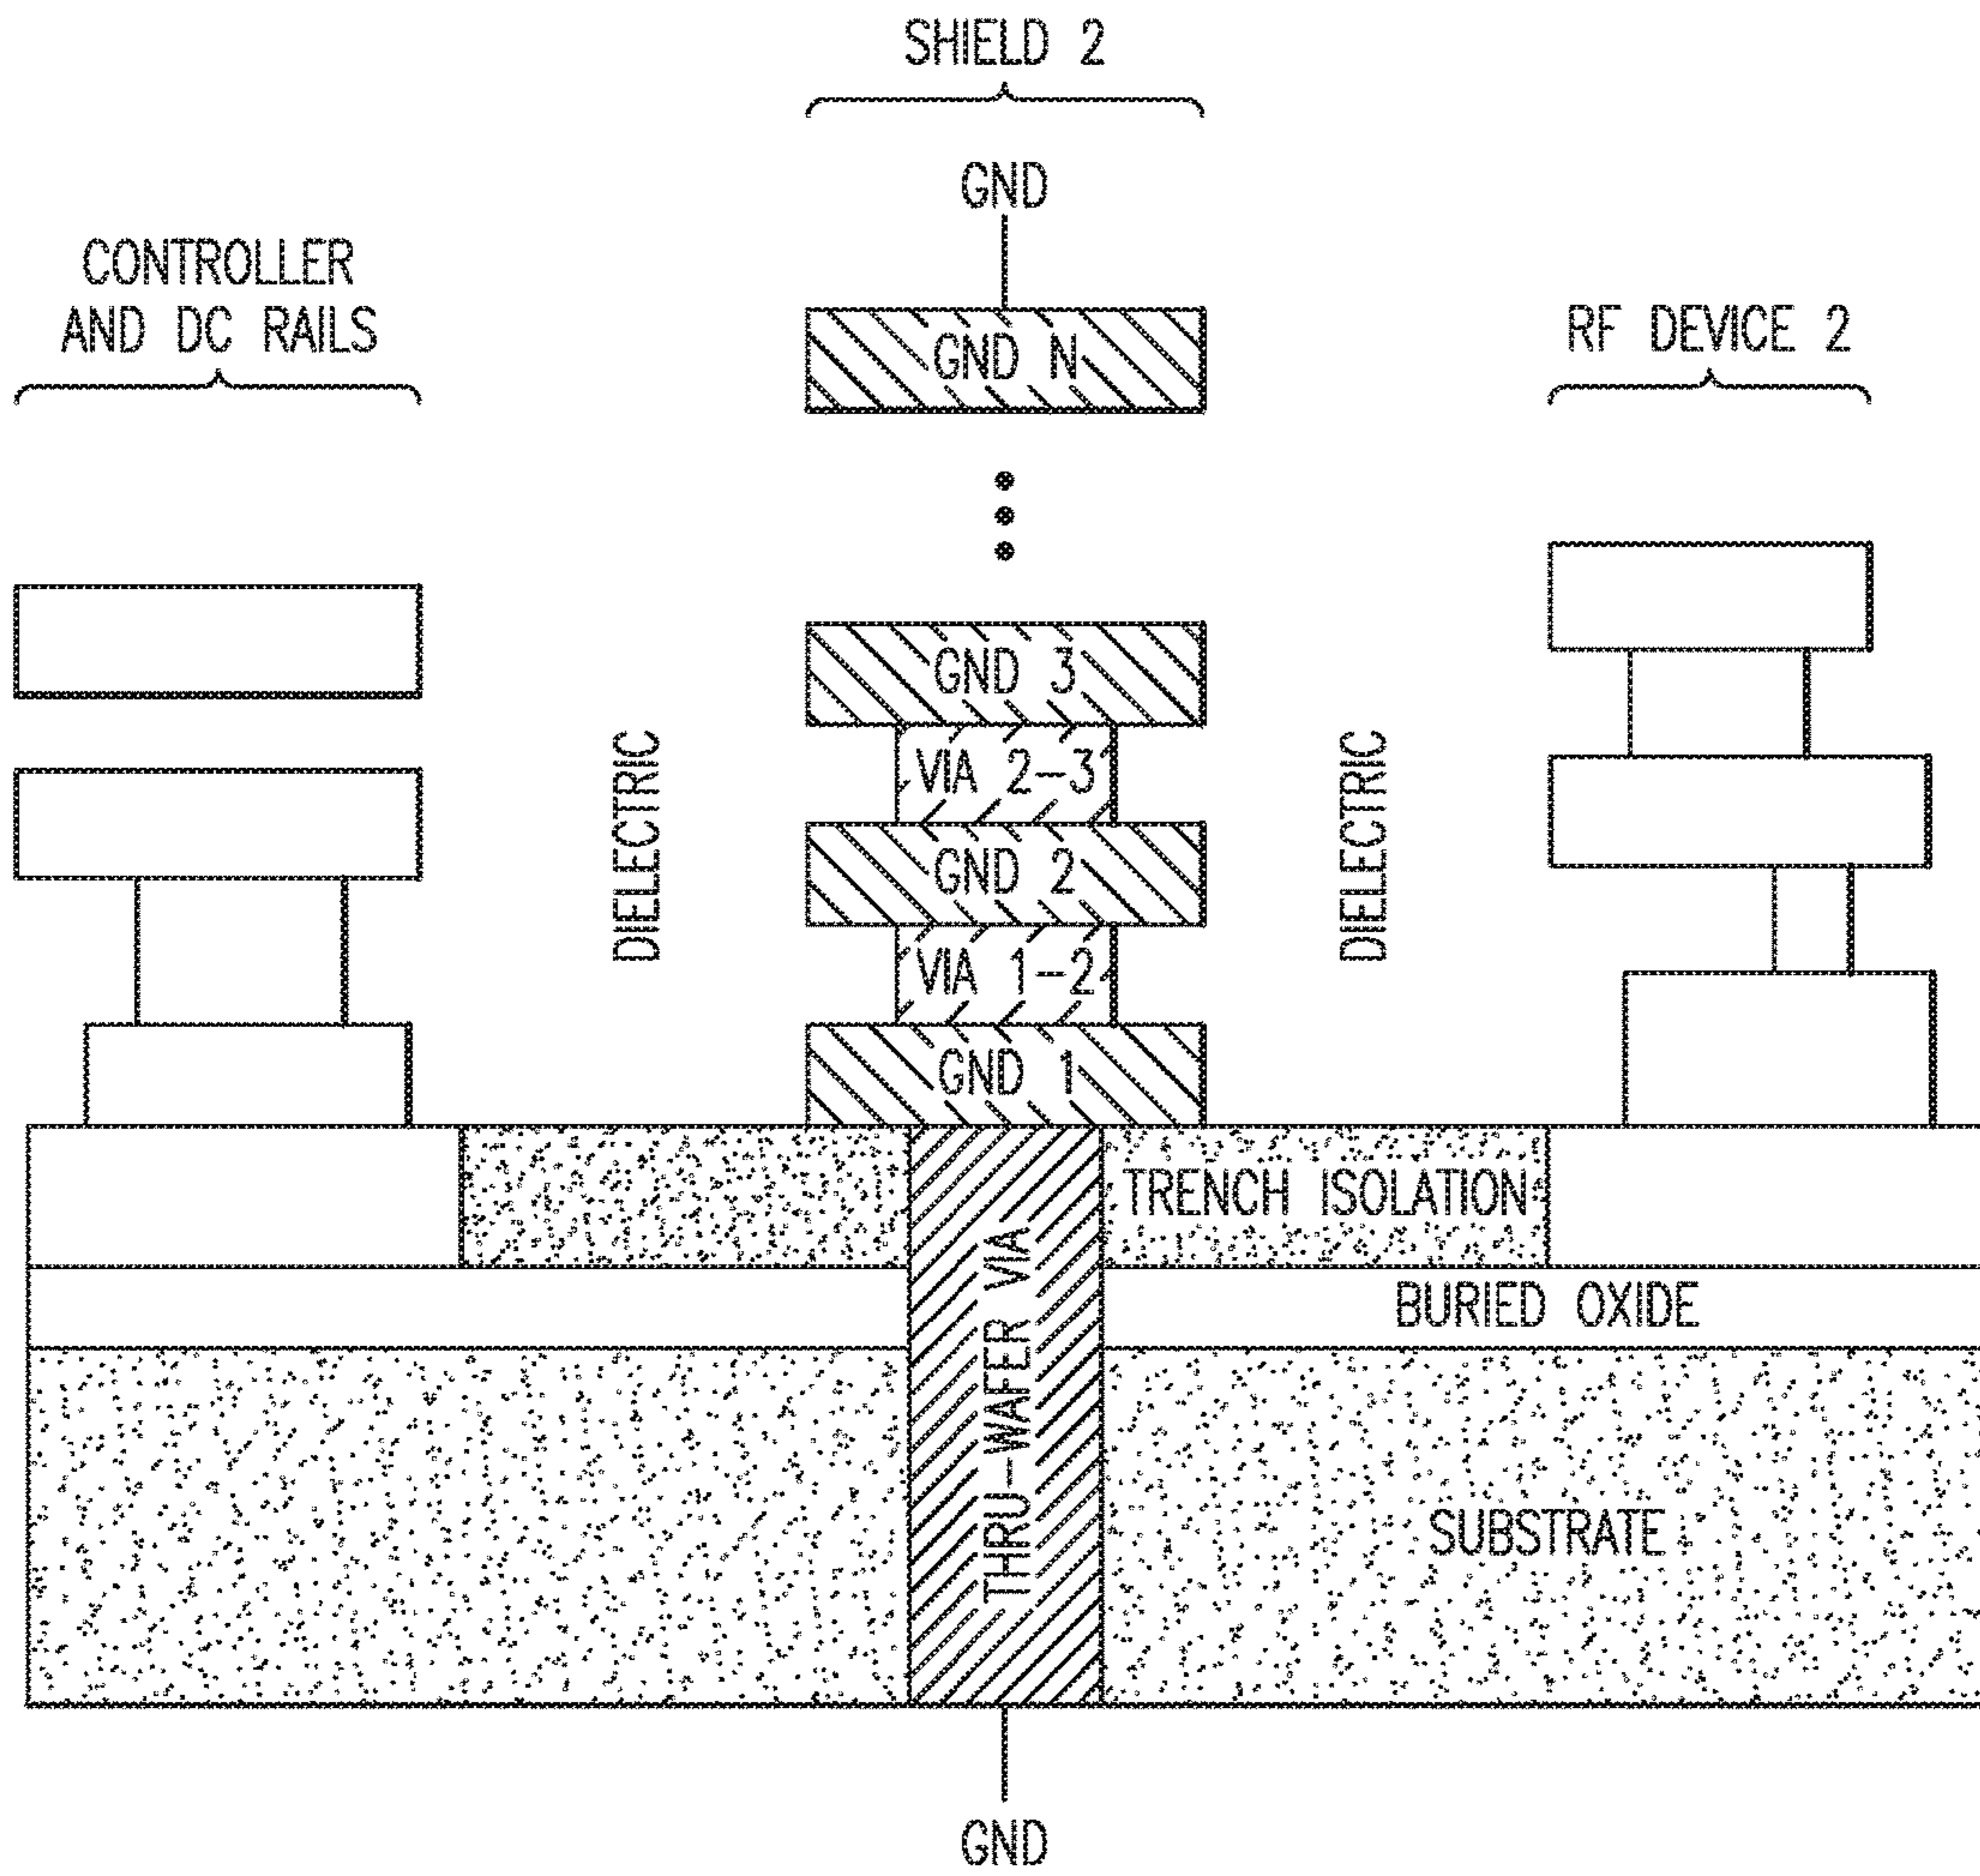 SHIELD 2
GND
CONTROLLER
AND DC RAILS
GND N
RF DEVICE 2
GND 3
DIELECTRIC
VIA 2-3
DIELECTRIC
GND 2
VIA 1-2
GND 1
TRENCH ISOLATION
THRU-WAFER VIA
BURIED OXIDE
SUBSTRATE
GND